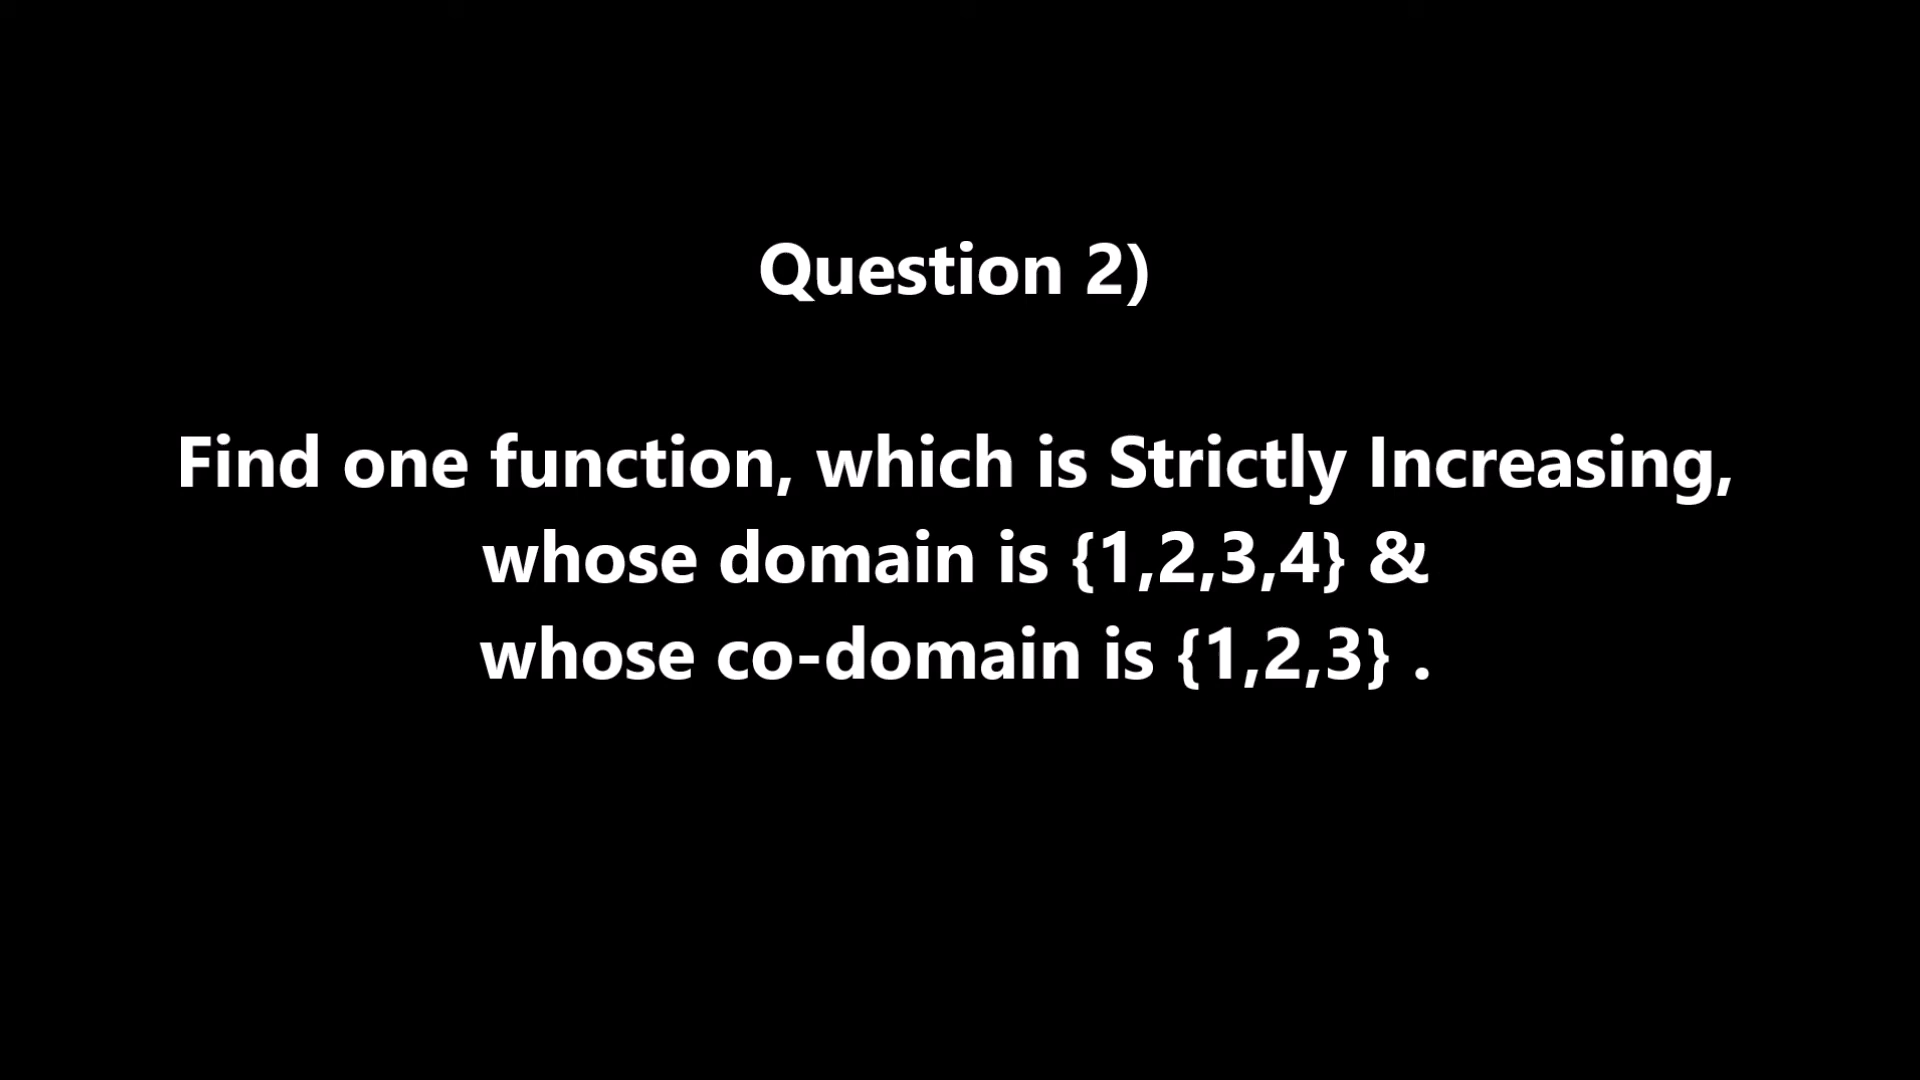 Question 2)
Find one function, which is Strictly Increasing,
whose domain is {1,2,3,4} &
whose co-domain is {1,2,3} .